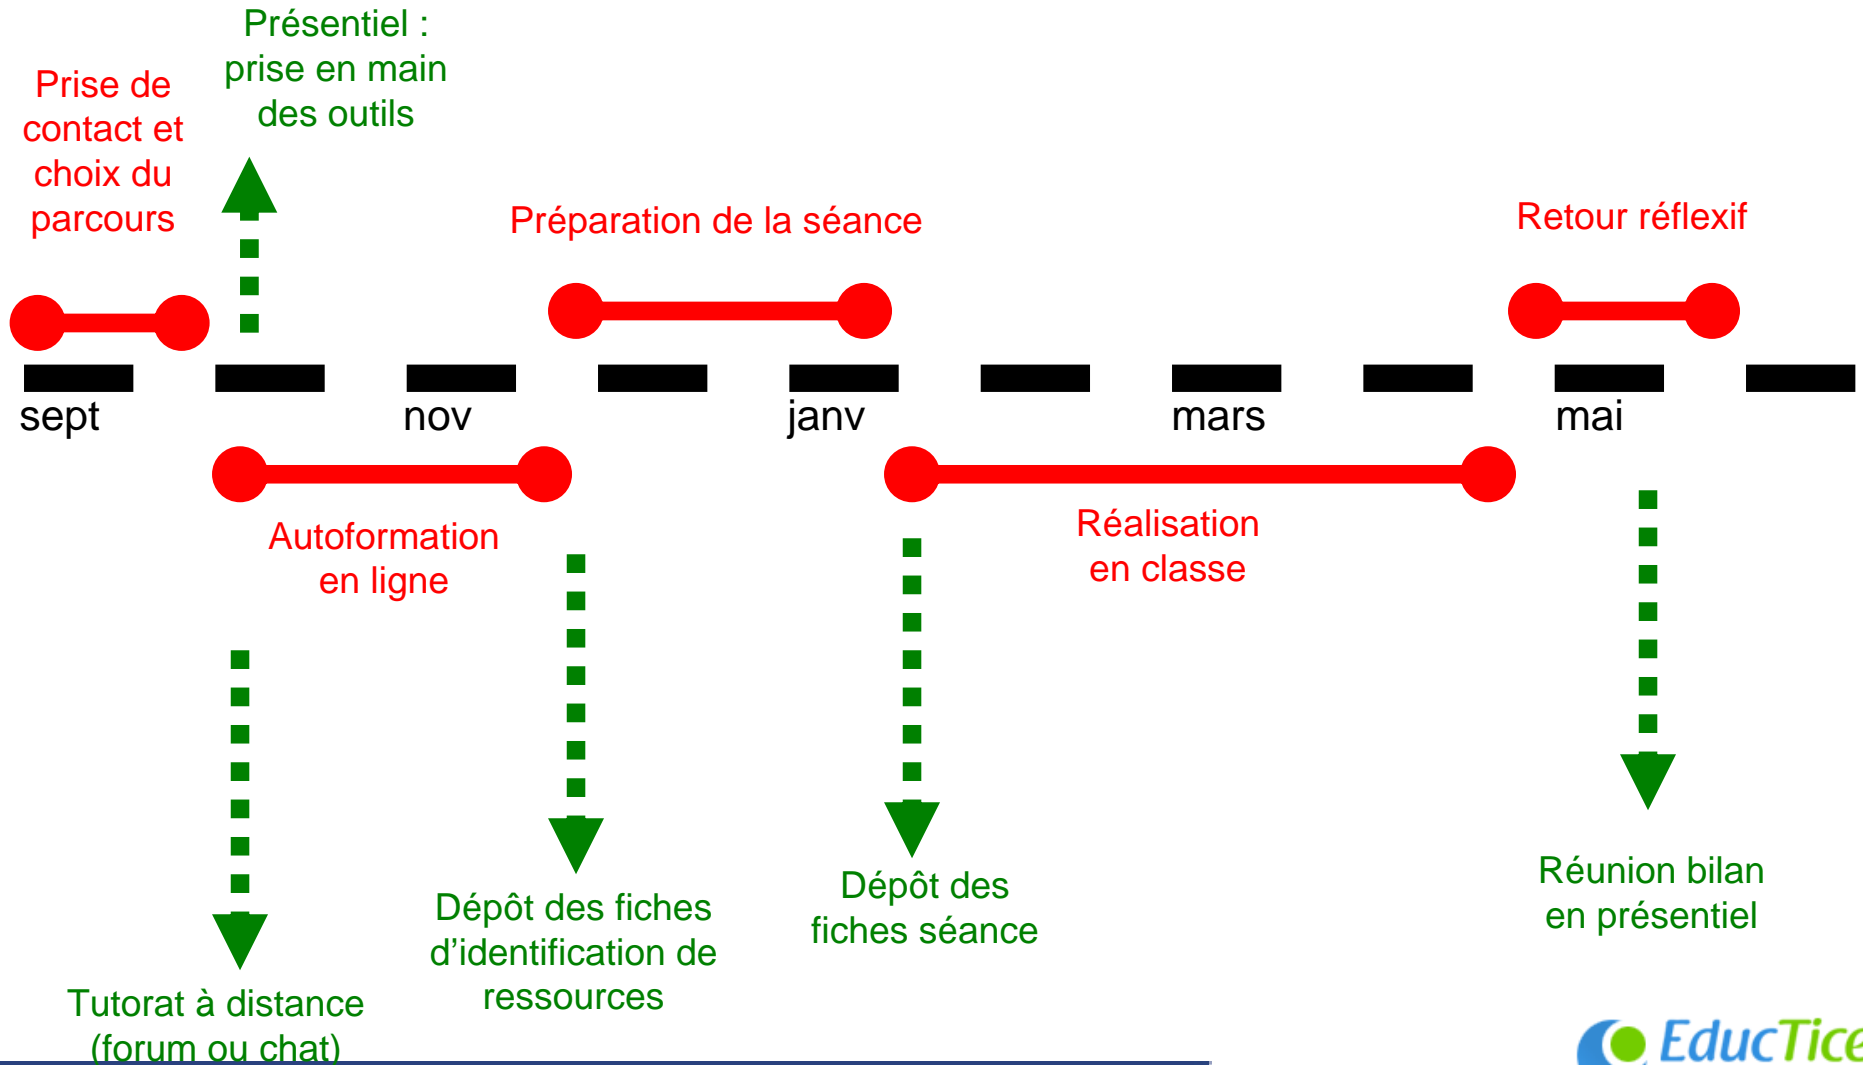 Présentiel :
prise en main
des outils
Prise de
contact et
choix du
parcours
Préparation de la séance
Retour réflexif
sept
nov
janv
mars
mai
Autoformation
en ligne
Réalisation
en classe
Tutorat à distance
(forum ou chat)
Dépôt des fiches
d’identification de
ressources
Dépôt des
fiches séance
Réunion bilan
en présentiel
EducTice